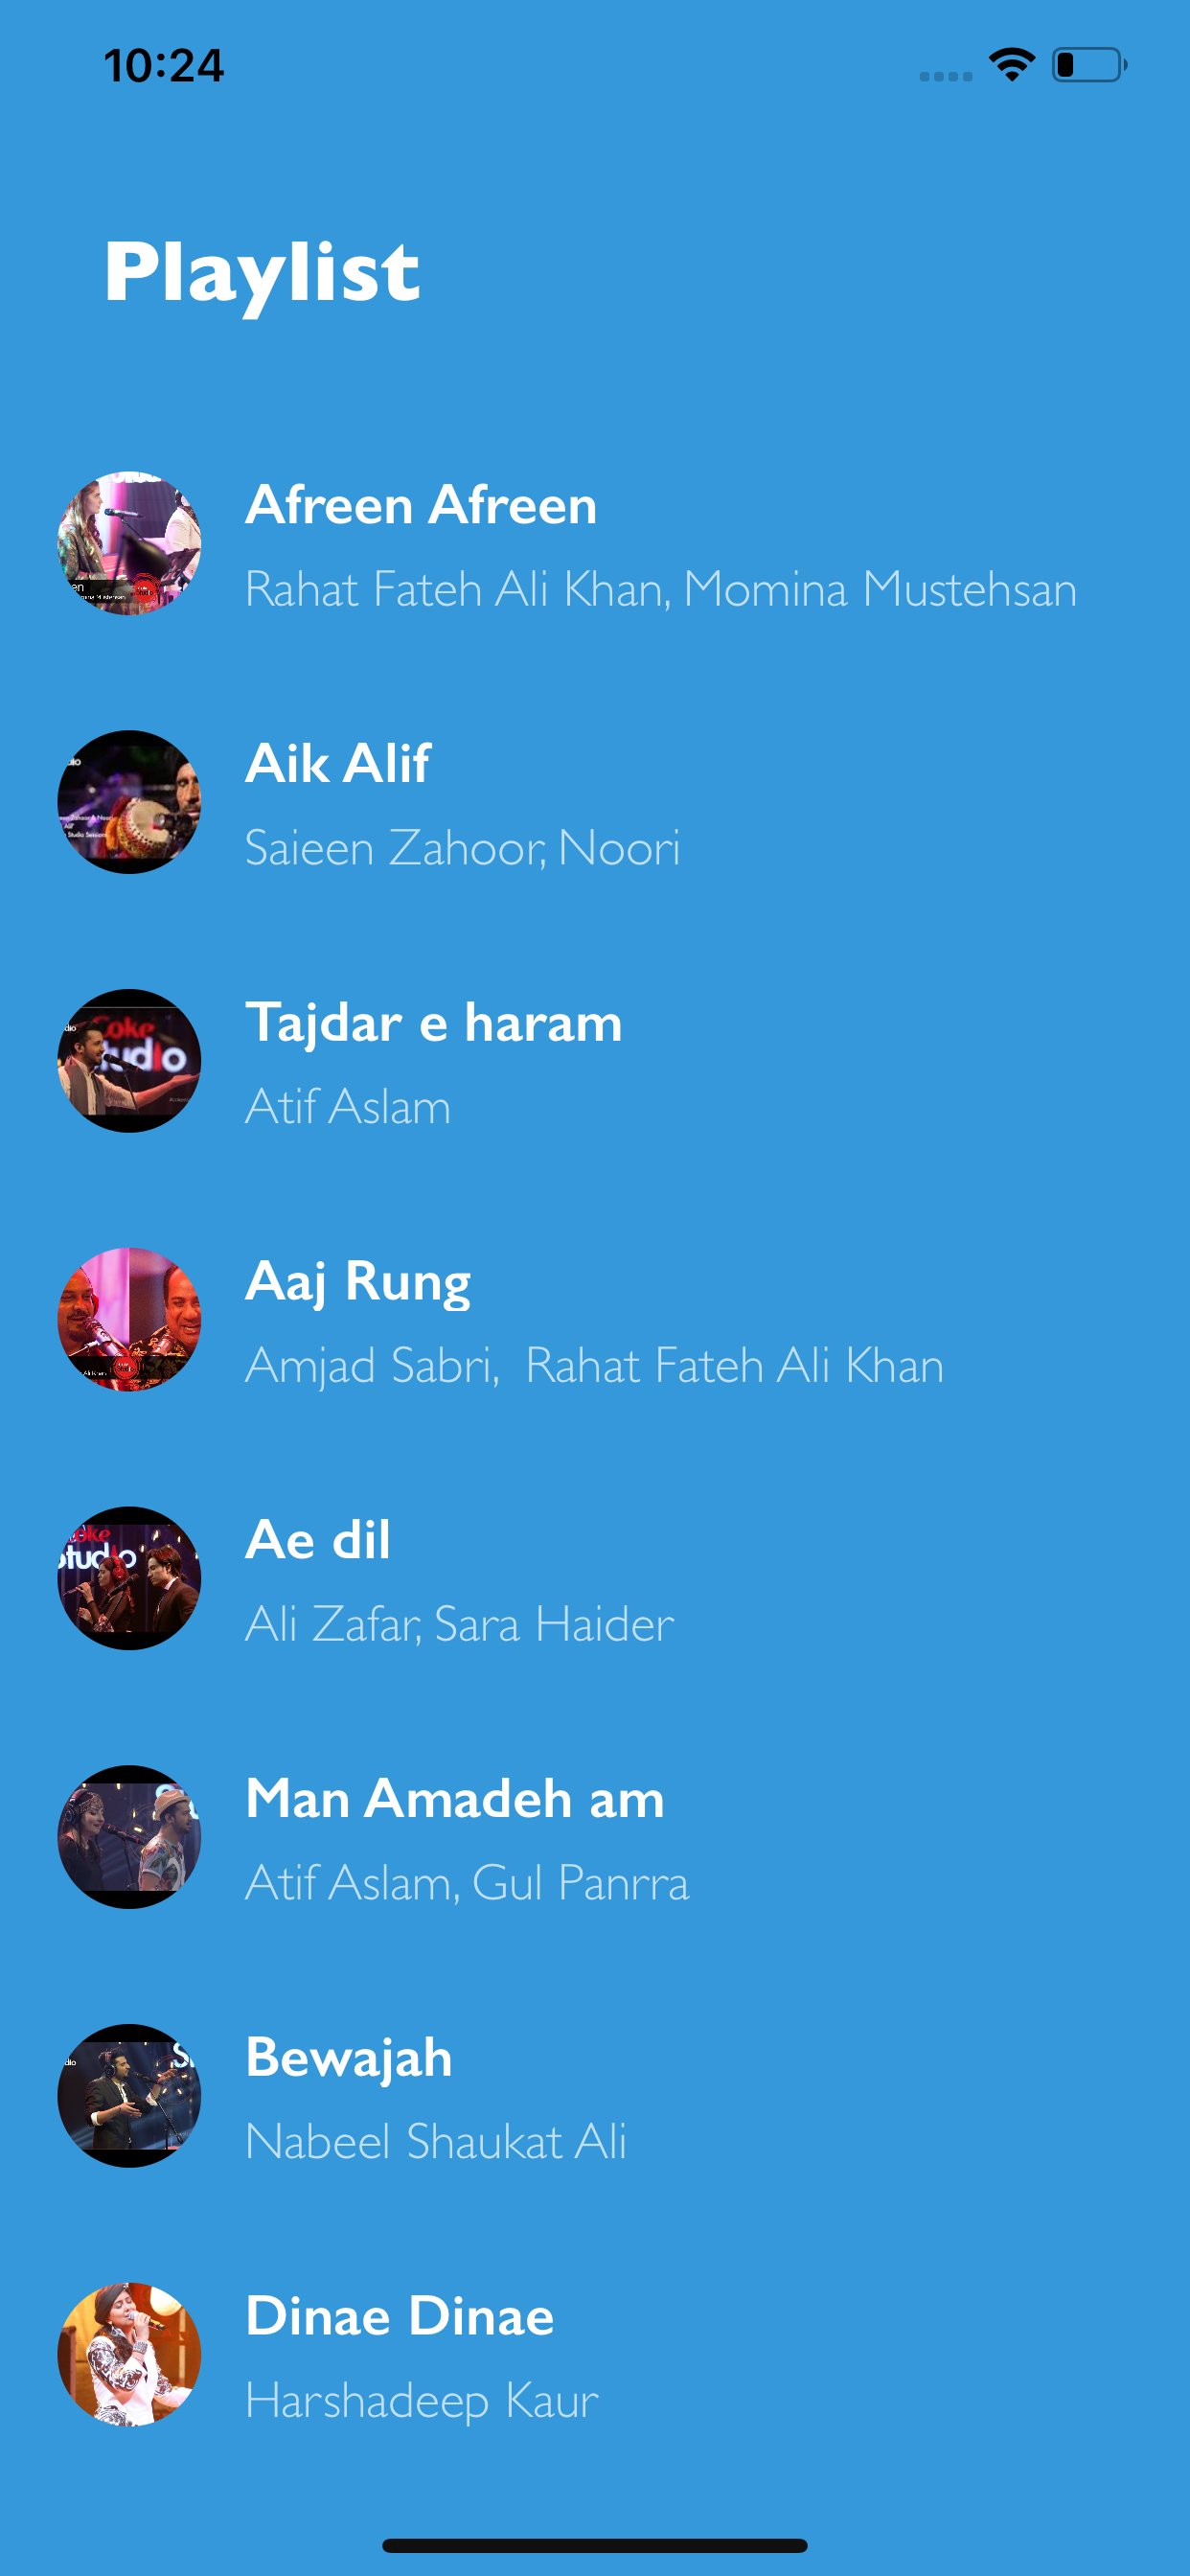 10:24
Playlist
Afreen Afreen
Rahat Fateh Ali Khan, Momina Mustehsan
Aik Alif
Saieen Zahoor, Noori
Tajdar e haram
Atif Aslam
Aaj Rung
Amjad Sabri,  Rahat Fateh Ali Khan
Ae dil
Ali Zafar, Sara Haider
Man Amadeh am
Atif Aslam, Gul Panrra
Bewajah
Nabeel Shaukat Ali
Dinae Dinae
Harshadeep Kaur